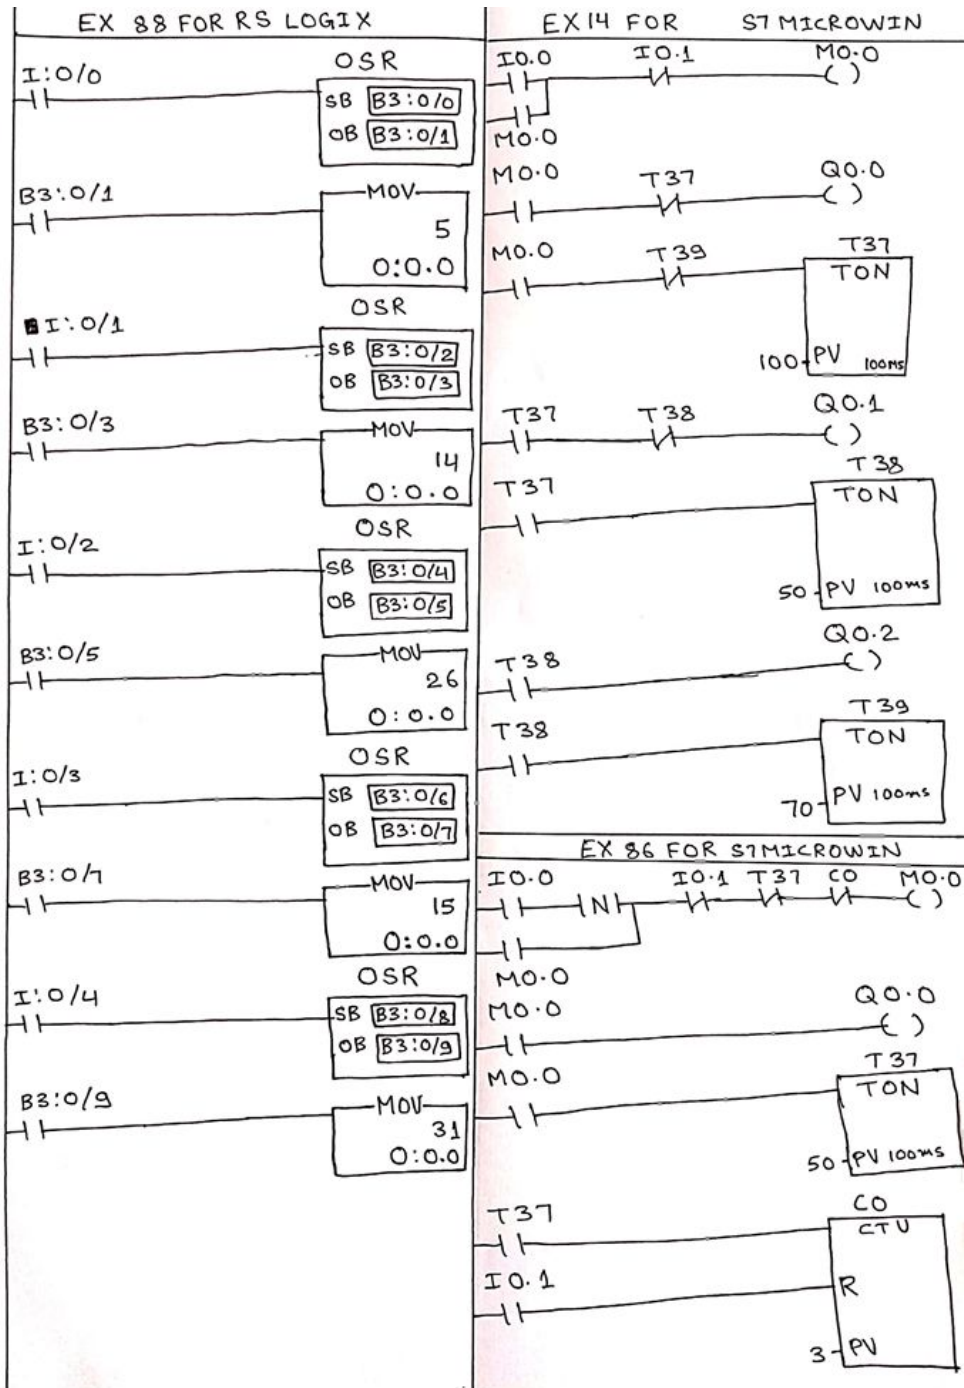 EX 88 FOR RS LOGIX
I:0/0
OSR
SB B3:0/0
OB B3:0/1
B3:0/1
MOV
5
O:0.0
I:0/1
OSR
SB B3:0/2
OB B3:0/3
B3:0/3
MOV
14
O:0.0
I:0/2
OSR
SB B3:0/4
OB B3:0/5
B3:0/5
MOV
26
O:0.0
I:0/3
OSR
SB B3:0/6
OB B3:0/7
B3:0/7
MOV
15
O:0.0
I:0/4
OSR
SB B3:0/8
OB B3:0/9
B3:0/9
MOV
31
O:0.0
EX14 FOR S7 MICROWIN
I0.0 I0.1 M0.0
M0.0
M0.0 T37 Q0.0
M0.0 T39 T37
TON
100 PV 100ms
T37 T38 Q0.1
T37 T38
TON
50 PV 100ms
T38 Q0.2
T38 T39
TON
70 PV 100ms
EX 86 FOR S7MICROWIN
I0.0 N I0.1 T37 C0 M0.0
M0.0
M0.0 Q0.0
M0.0 T37
TON
50 PV 100ms
T37 C0
CTU
I0.1 R
3 PV